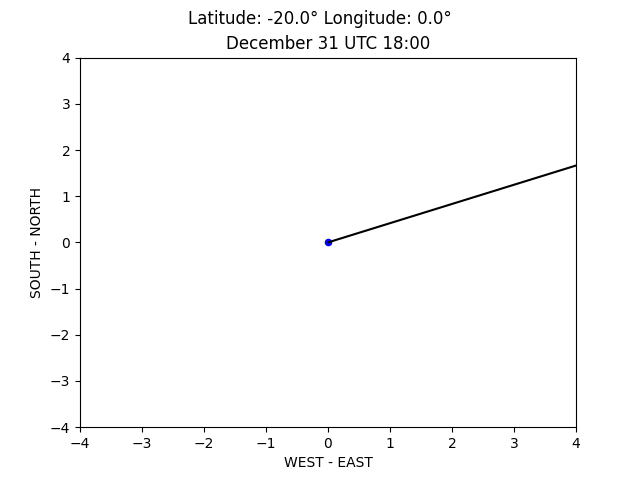 Latitude: -20.0° Longitude: 0.0°
December 31 UTC 18:00
4
3
2
1
0
−1
−2
−3
−4
SOUTH - NORTH
−4 −3 −2 −1 0 1 2 3 4
WEST - EAST